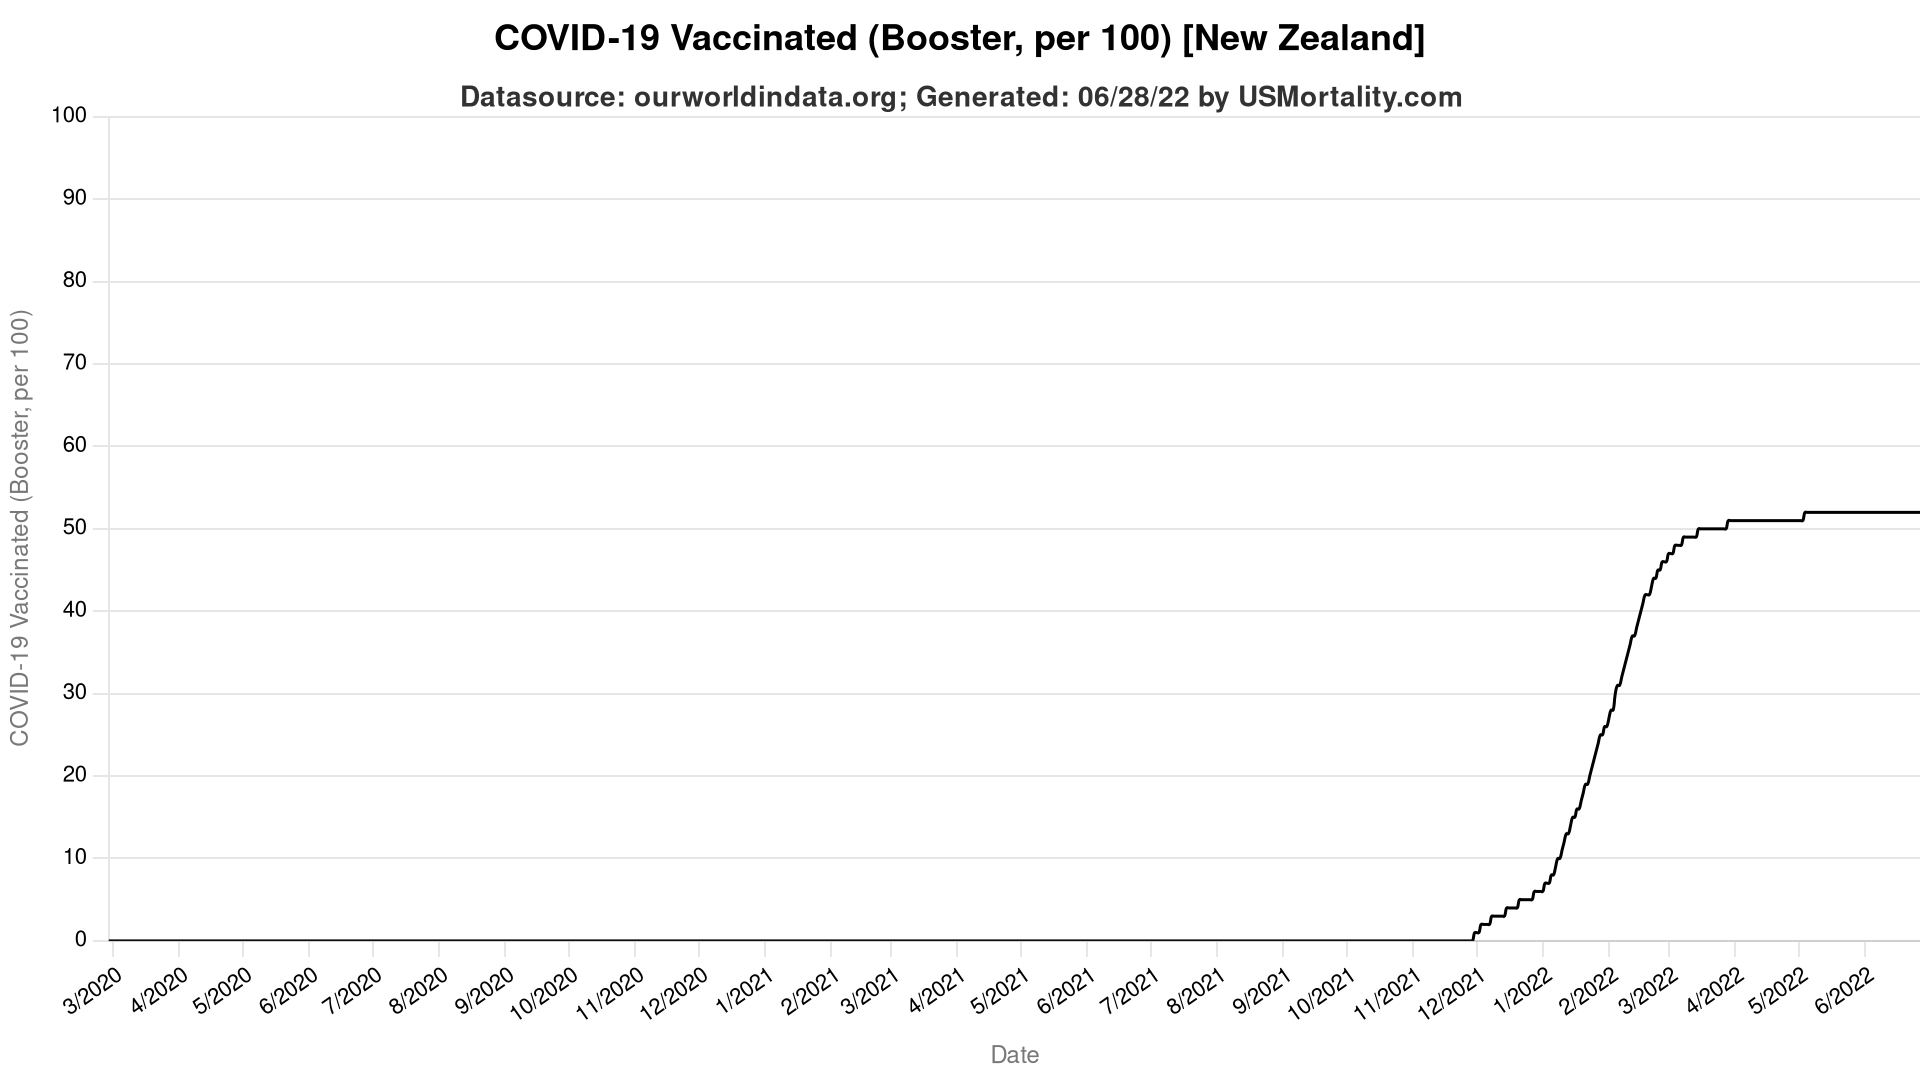 COVID-19 Vaccinated (Booster, per 100) [New Zealand]
Datasource: ourworldindata.org; Generated: 06/28/22 by USMortality.com
COVID-19 Vaccinated (Booster, per 100)
100
90
80
70
60
50
40
30
20
10
0
3/2020 4/2020 5/2020 6/2020 7/2020 8/2020 9/2020 10/2020 11/2020 12/2020 1/2021 2/2021 3/2021 4/2021 5/2021 6/2021 7/2021 8/2021 9/2021 10/2021 11/2021 12/2021 1/2022 2/2022 3/2022 4/2022 5/2022 6/2022
Date